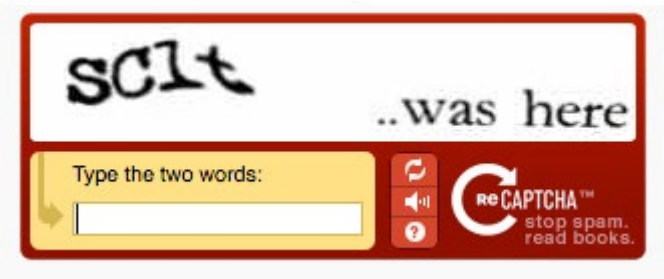 sclt
..was here
Type the two words:
ReCAPTCHA™
stop spam.
read books.